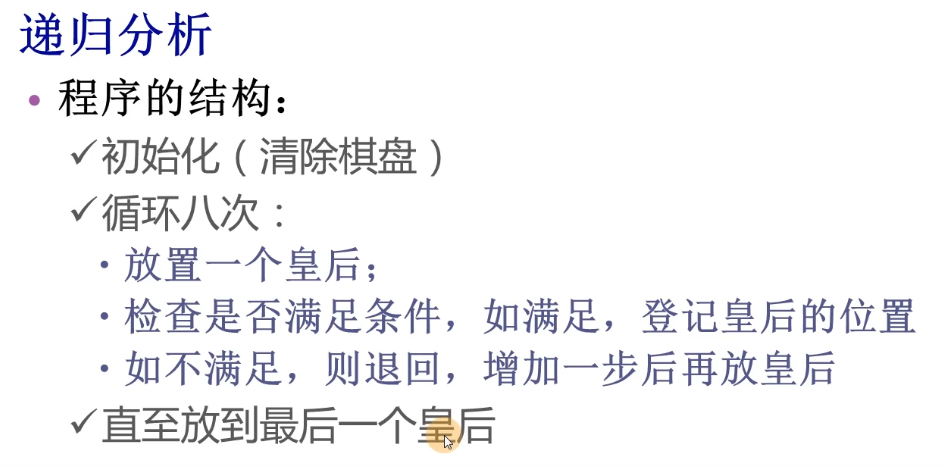 递归分析
• 程序的结构：
✓初始化（清除棋盘）
✓循环八次：
• 放置一个皇后；
• 检查是否满足条件，如满足，登记皇后的位置
• 如不满足，则退回，增加一步后再放皇后
✓直至放到最后一个皇后